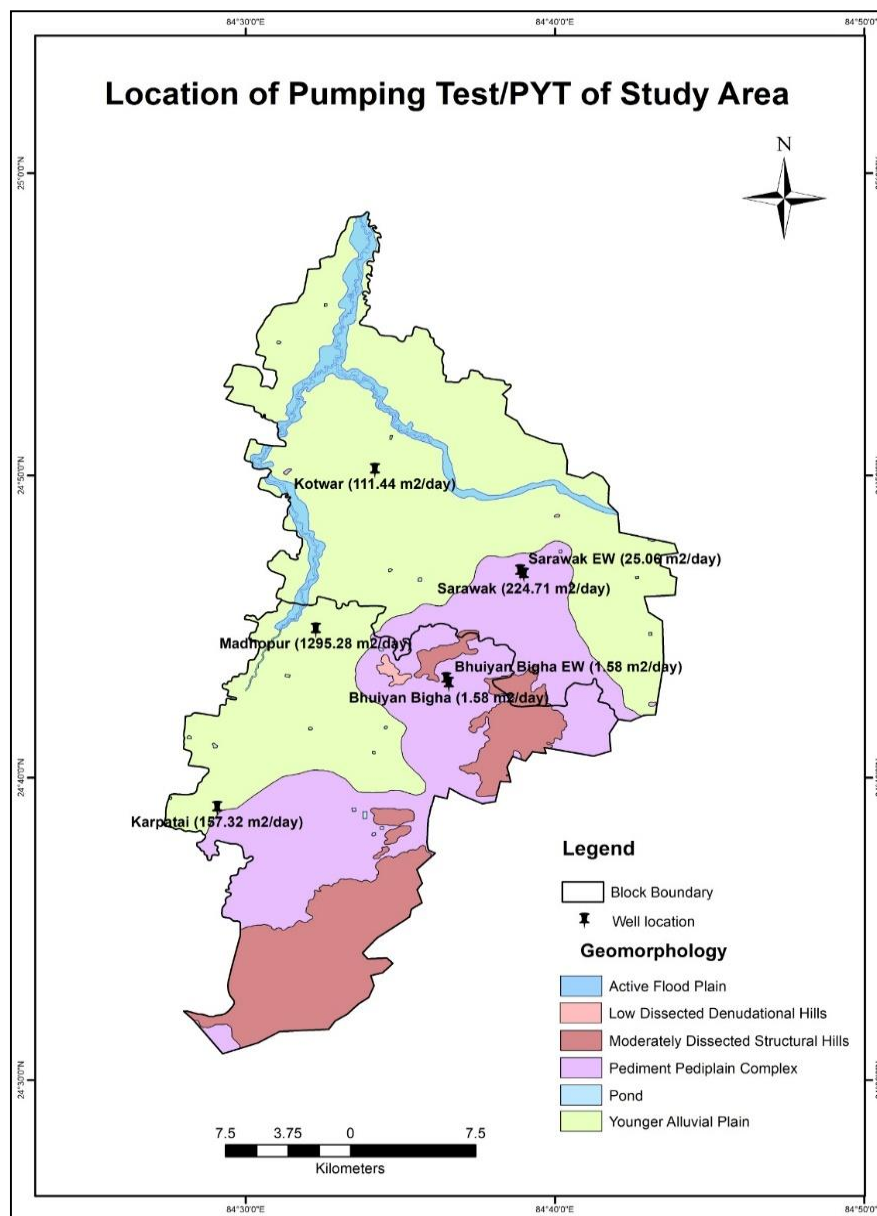 84°30'0"E 84°40'0"E 84°50'0"E
Location of Pumping Test/PYT of Study Area
N
25°0'0"N
24°50'0"N
Kotwar (111.44 m2/day)
Sarawak EW (25.06 m2/day)
Sarawak (224.71 m2/day)
Madhopur (1295.28 m2/day)
Bhuiyan Bigha EW (1.58 m2/day)
Bhuiyan Bigha (1.58 m2/day)
24°40'0"N
Karpatai (157.32 m2/day)
Legend
Block Boundary
Well location
Geomorphology
Active Flood Plain
Low Dissected Denudational Hills
Moderately Dissected Structural Hills
Pediment Pediplain Complex
Pond
Younger Alluvial Plain
24°30'0"N
7.5 3.75 0 7.5
Kilometers
84°30'0"E 84°40'0"E 84°50'0"E